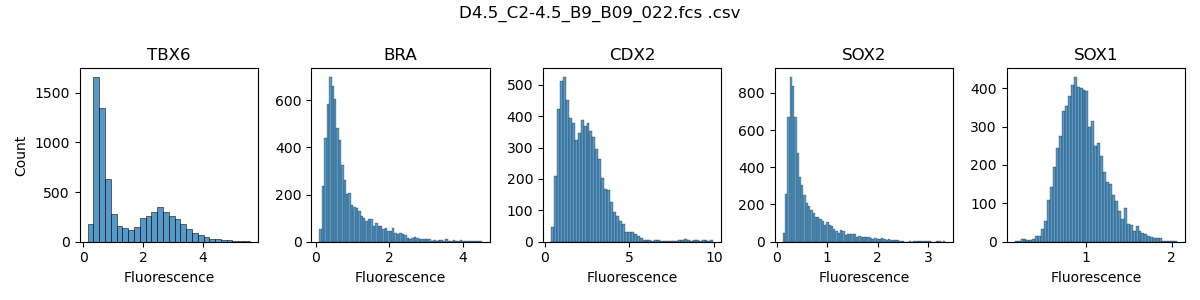 D4.5_C2-4.5_B9_B09_022.fcs .csv
TBX6 BRA CDX2 SOX2 SOX1
Count
0 500 1000 1500
0 2 4
Fluorescence
0 200 400 600
0 2 4
Fluorescence
0 100 200 300 400 500
0 5 10
Fluorescence
0 200 400 600 800
0 1 2 3
Fluorescence
0 100 200 300 400
1 2
Fluorescence